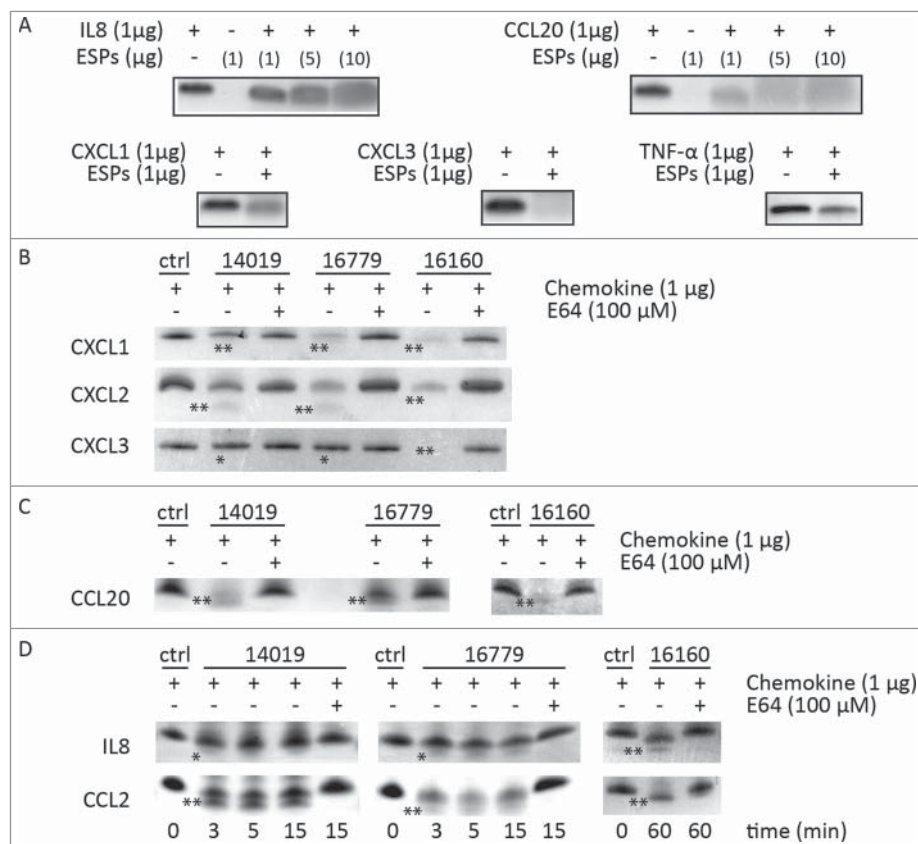 A
IL8 (1µg) + - + + +
ESPs (µg) - (1) (1) (5) (10)
CCL20 (1µg) + - + + +
ESPs (µg) - (1) (1) (5) (10)
CXCL1 (1µg) + +
ESPs (1µg) - +
CXCL3 (1µg) + +
ESPs (1µg) - +
TNF-α (1µg) + +
ESPs (1µg) - +
B
ctrl 14019 16779 16160
+ + + + + + + Chemokine (1 µg)
- - + - + - + E64 (100 µM)
CXCL1 ** ** **
CXCL2 ** ** **
CXCL3 * * **
C
ctrl 14019 16779 ctrl 16160
+ + + + + + + + Chemokine (1 µg)
- - + - + - - + E64 (100 µM)
CCL20 ** ** **
D
ctrl 14019 ctrl 16779 ctrl 16160
+ + + + + + + + + + + + + Chemokine (1 µg)
- - - - + - - - - + - - + E64 (100 µM)
IL8 * * **
CCL2 ** ** **
0 3 5 15 15 0 3 5 15 15 0 60 60 time (min)